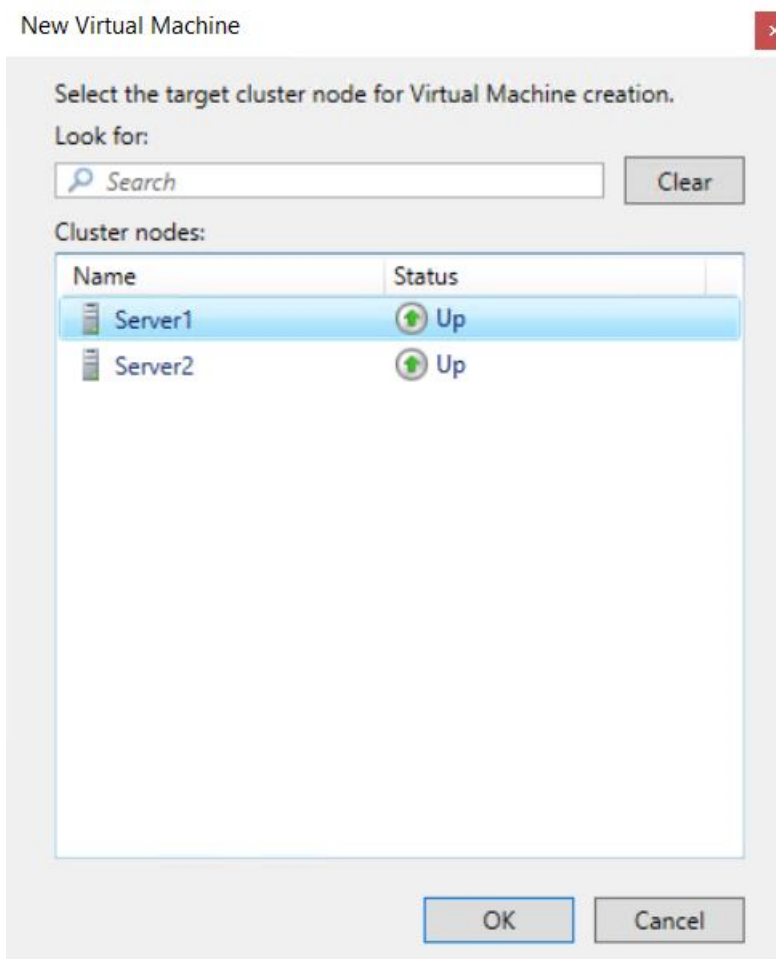 New Virtual Machine
Select the target cluster node for Virtual Machine creation.
Look for:
Search
Clear
Cluster nodes:
Name Status
Server1 Up
Server2 Up
OK Cancel